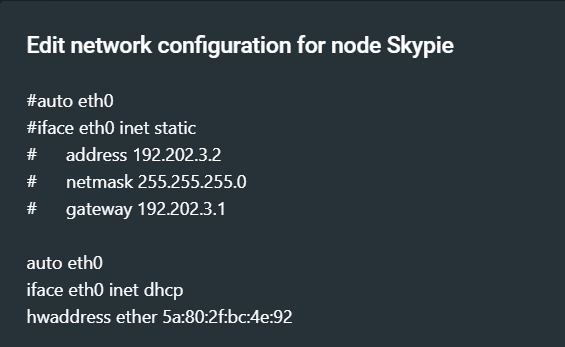 Edit network configuration for node Skypie
#auto eth0
#iface eth0 inet static
#      address 192.202.3.2
#      netmask 255.255.255.0
#      gateway 192.202.3.1
auto eth0
iface eth0 inet dhcp
hwaddress ether 5a:80:2f:bc:4e:92